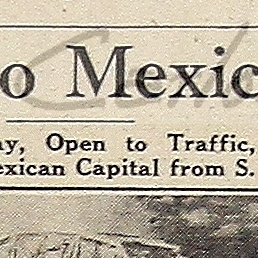 o Mexic
ay, Open to Traffic,
exican Capital from S.